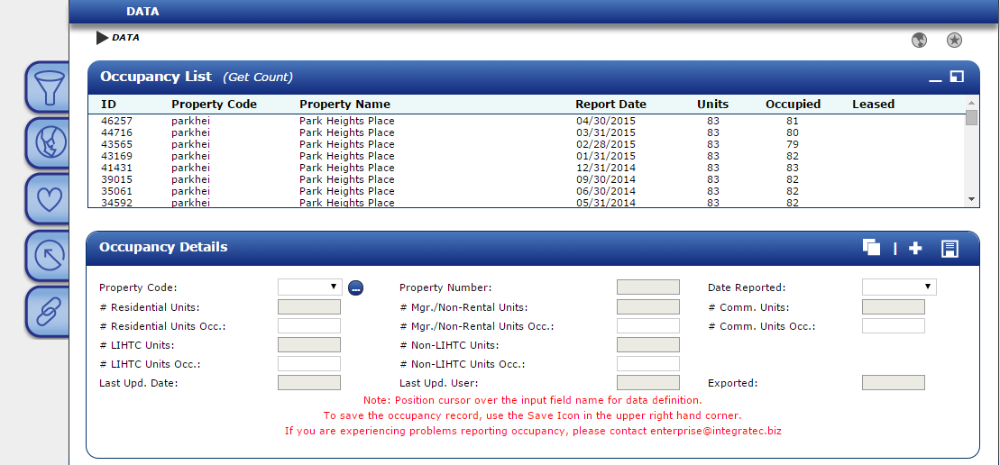 DATA
DATA
Occupancy List (Get Count)
ID Property Code Property Name Report Date Units Occupied Leased
46257 parkhei Park Heights Place 04/30/2015 83 81
44716 parkhei Park Heights Place 03/31/2015 83 80
43565 parkhei Park Heights Place 02/28/2015 83 79
43169 parkhei Park Heights Place 01/31/2015 83 82
41431 parkhei Park Heights Place 12/31/2014 83 83
39015 parkhei Park Heights Place 09/30/2014 83 82
35061 parkhei Park Heights Place 06/30/2014 83 82
34592 parkhei Park Heights Place 05/31/2014 83 82
Occupancy Details
Property Code: Property Number: Date Reported:
# Residential Units: # Mgr./Non-Rental Units: # Comm. Units:
# Residential Units Occ.: # Mgr./Non-Rental Units Occ.: # Comm. Units Occ.:
# LIHTC Units: # Non-LIHTC Units:
# LIHTC Units Occ.: # Non-LIHTC Units Occ.:
Last Upd. Date: Last Upd. User: Exported:
Note: Position cursor over the input field name for data definition.
To save the occupancy record, use the Save Icon in the upper right hand corner.
If you are experiencing problems reporting occupancy, please contact enterprise@integratec.biz